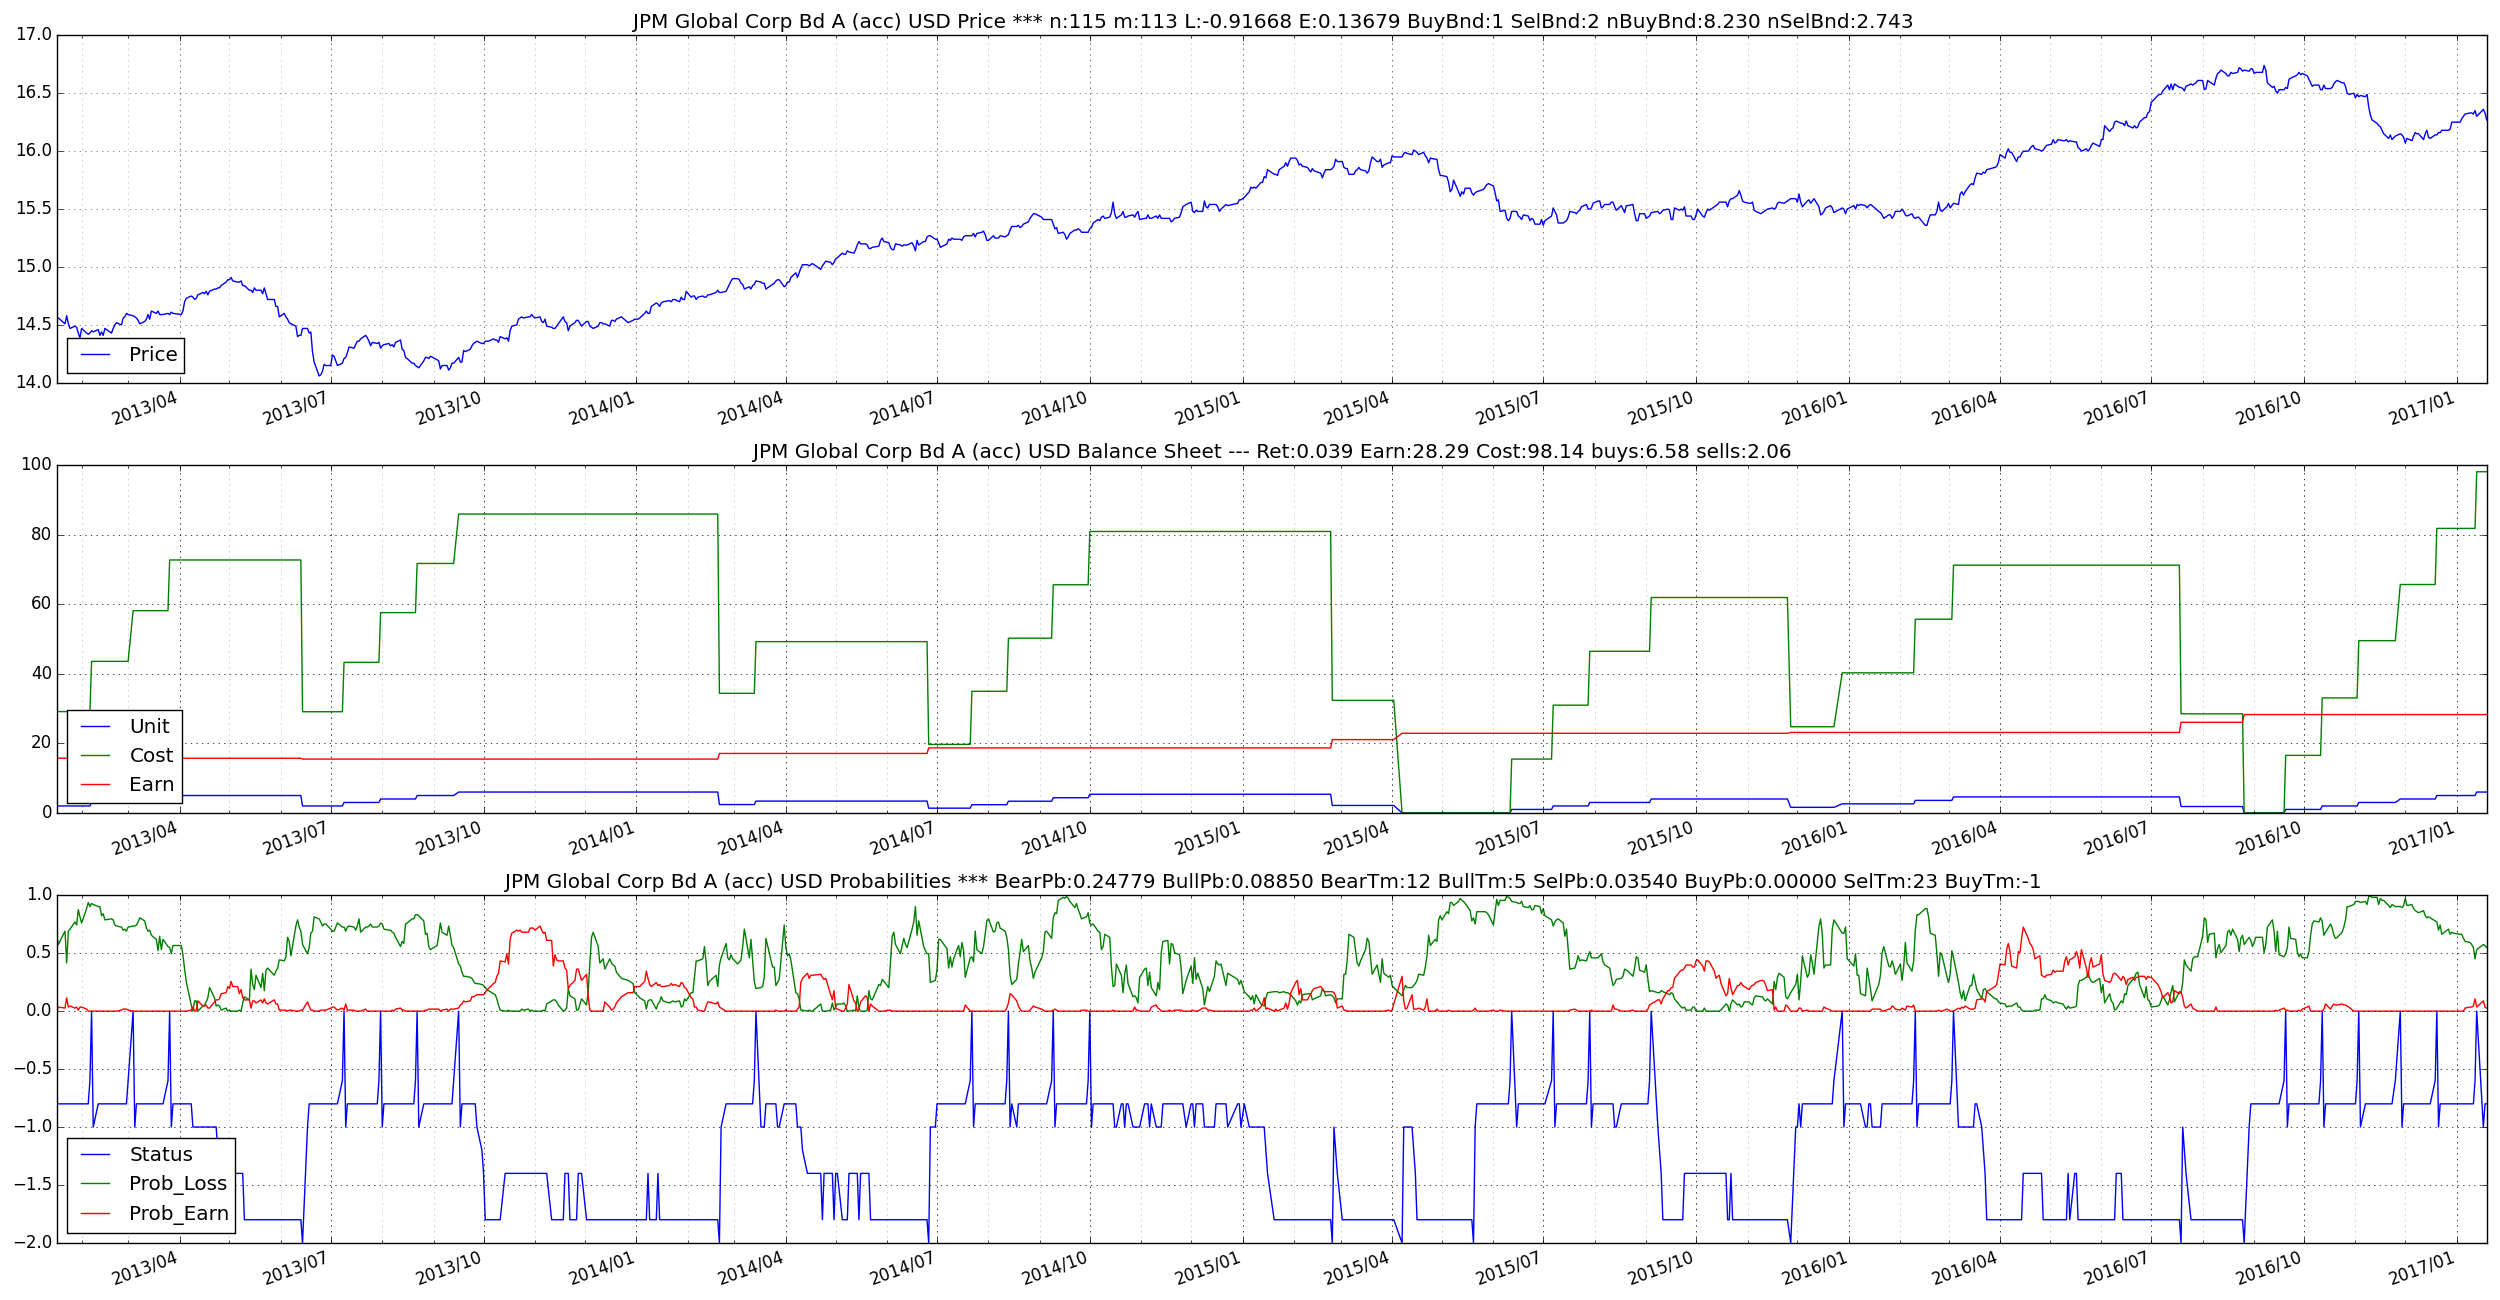 JPM Global Corp Bd A (acc) USD Price *** n:115 m:113 L:-0.91668 E:0.13679 BuyBnd:1 SelBnd:2 nBuyBnd:8.230 nSelBnd:2.743
17.0
16.5
16.0
15.5
15.0
14.5
14.0
Price
2013/04 2013/07 2013/10 2014/01 2014/04 2014/07 2014/10 2015/01 2015/04 2015/07 2015/10 2016/01 2016/04 2016/07 2016/10 2017/01
JPM Global Corp Bd A (acc) USD Balance Sheet --- Ret:0.039 Earn:28.29 Cost:98.14 buys:6.58 sells:2.06
100
80
60
40
20
0
Unit
Cost
Earn
2013/04 2013/07 2013/10 2014/01 2014/04 2014/07 2014/10 2015/01 2015/04 2015/07 2015/10 2016/01 2016/04 2016/07 2016/10 2017/01
JPM Global Corp Bd A (acc) USD Probabilities *** BearPb:0.24779 BullPb:0.08850 BearTm:12 BullTm:5 SelPb:0.03540 BuyPb:0.00000 SelTm:23 BuyTm:-1
1.0
0.5
0.0
−0.5
−1.0
−1.5
−2.0
Status
Prob_Loss
Prob_Earn
2013/04 2013/07 2013/10 2014/01 2014/04 2014/07 2014/10 2015/01 2015/04 2015/07 2015/10 2016/01 2016/04 2016/07 2016/10 2017/01